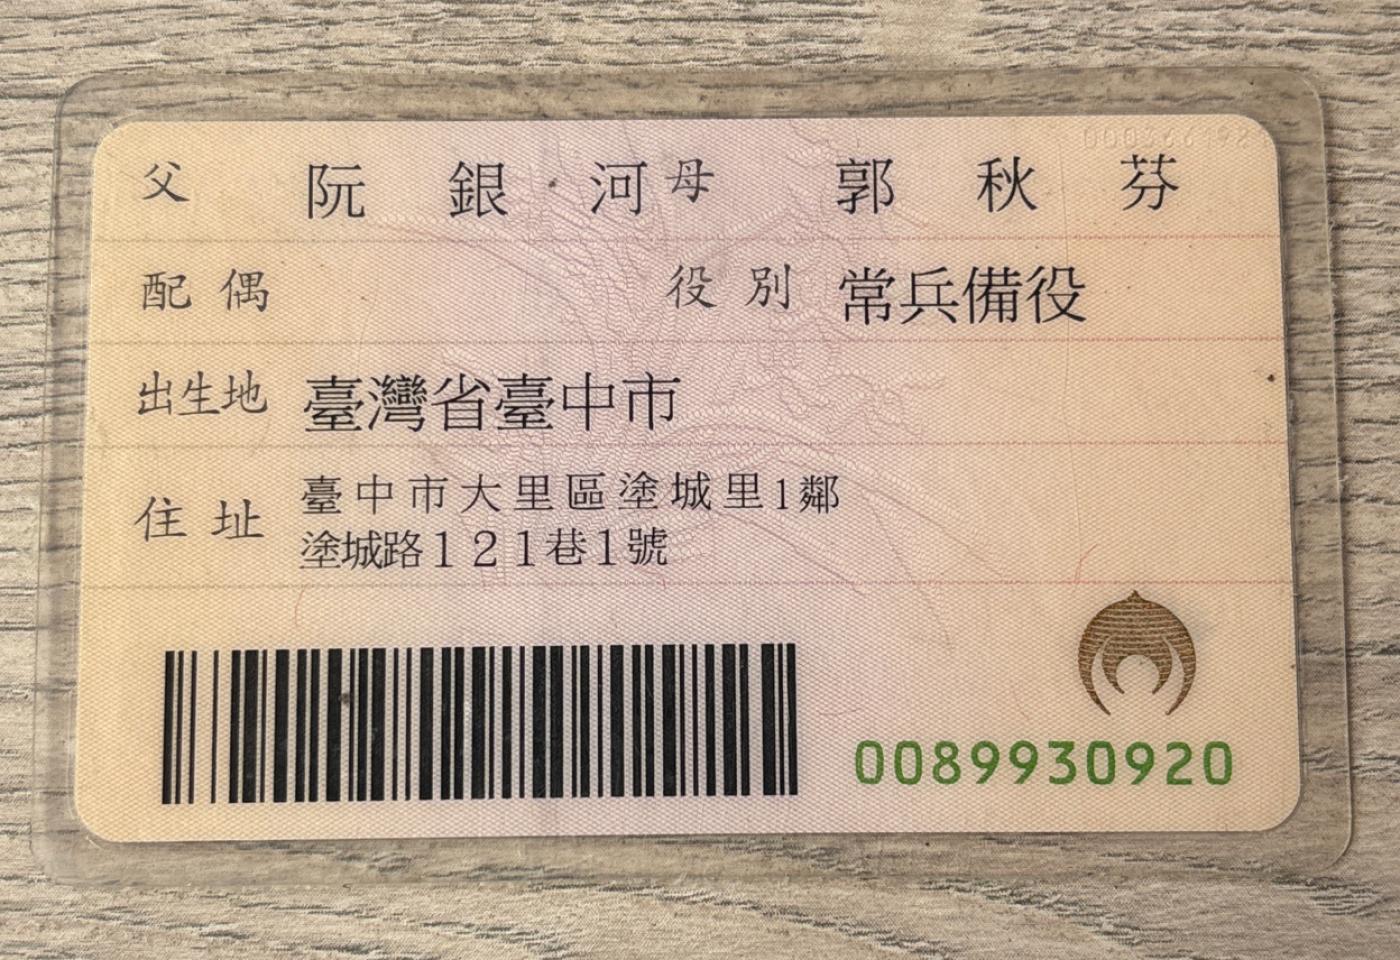 父 阮銀河 母 郭秋芬
配偶 役別 常兵備役
出生地 臺灣省臺中市
住址 臺中市大里區塗城里1鄰
塗城路121巷1號
0089930920